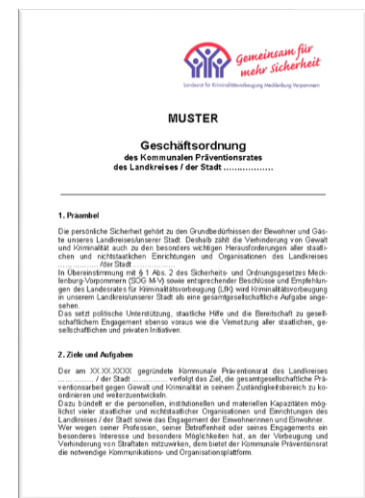 Gemeinsam für
mehr Sicherheit
Landesrat für Kriminalitätsvorbeugung Mecklenburg-Vorpommern
MUSTER
Geschäftsordnung
des Kommunalen Präventionsrates
des Landkreises / der Stadt ..................
1. Präambel
Die persönliche Sicherheit gehört zu den Grundbedürfnissen der Bewohner und Gäs-
te unseres Landkreises/unserer Stadt. Deshalb zählt die Verhinderung von Gewalt
und Kriminalität auch zu den besonders wichtigen Herausforderungen aller staatli-
chen und nichtstaatlichen Einrichtungen und Organisationen des Landkreises
............... /der Stadt ...............
In Übereinstimmung mit § 1 Abs. 2 des Sicherheits- und Ordnungsgesetzes Meck-
lenburg-Vorpommern (SOG M-V) sowie entsprechender Beschlüsse und Empfehlun-
gen des Landesrates für Kriminalitätsvorbeugung (LfK) wird Kriminalitätsvorbeugung
in unserem Landkreis/unserer Stadt als eine gesamtgesellschaftliche Aufgabe ange-
sehen.
Das setzt politische Unterstützung, staatliche Hilfe und die Bereitschaft zu gesell-
schaftlichem Engagement ebenso voraus wie die Vernetzung aller staatlichen, ge-
sellschaftlichen und privaten Initiativen.
2. Ziele und Aufgaben
Der am XX.XX.XXXX gegründete Kommunale Präventionsrat des Landkreises
............... / der Stadt ............... verfolgt das Ziel, die gesamtgesellschaftliche Prä-
ventionsarbeit gegen Gewalt und Kriminalität in seinem Zuständigkeitsbereich zu ko-
ordinieren und weiterzuentwickeln.
Dazu bündelt er die personellen, institutionellen und materiellen Kapazitäten mög-
lichst vieler staatlicher und nichtstaatlicher Organisationen und Einrichtungen des
Landkreises / der Stadt sowie das Engagement der Einwohnerinnen und Einwohner.
Wer wegen seiner Profession, seiner Betroffenheit oder seines Engagements ein
besonderes Interesse und besondere Möglichkeiten hat, an der Vorbeugung und
Verhinderung von Straftaten mitzuwirken, dem bietet der Kommunale Präventionsrat
die notwendige Kommunikations- und Organisationsplattform.